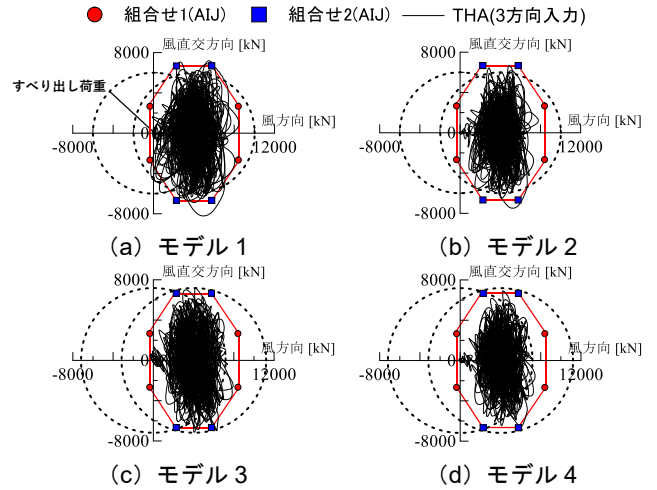 組合せ1(AIJ) 組合せ2(AIJ) THA(3方向入力)
風直交方向 [kN]
8000
すべり出し荷重
風方向 [kN]
-8000 0 12000
-8000
(a) モデル 1
風直交方向 [kN]
8000
風方向 [kN]
-8000 0 12000
-8000
(b) モデル 2
風直交方向 [kN]
8000
風方向 [kN]
-8000 0 12000
-8000
(c) モデル 3
風直交方向 [kN]
8000
風方向 [kN]
-8000 0 12000
-8000
(d) モデル 4